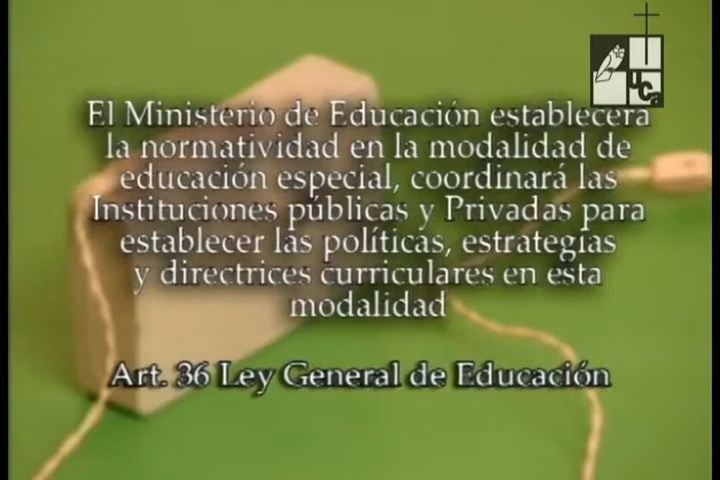 El Ministerio de Educación establecerá
la normatividad en la modalidad de
educación especial, coordinará las
Instituciones públicas y Privadas para
establecer las políticas, estrategias
y directrices curriculares en esta
modalidad
Art. 36 Ley General de Educación
UCa